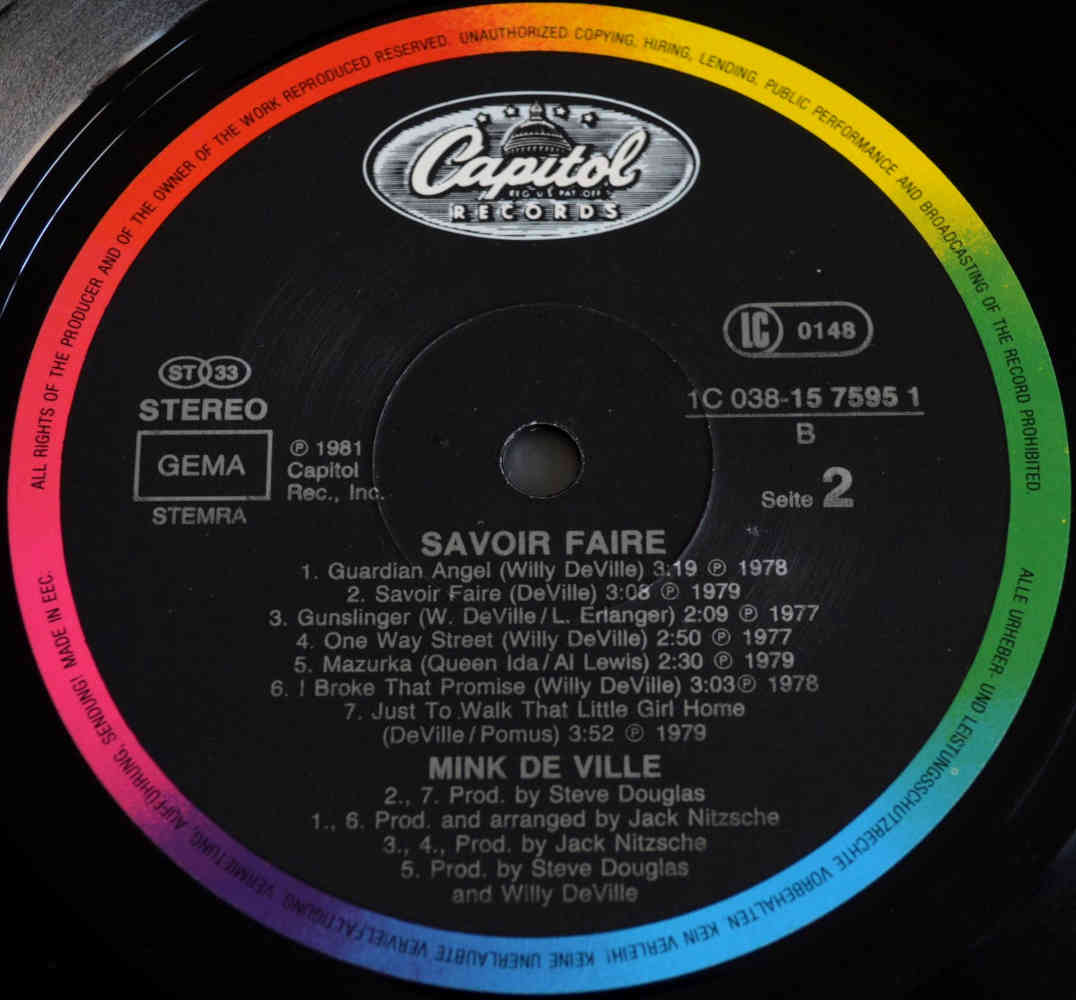 ALL RIGHTS OF THE PRODUCER AND OF THE OWNER OF THE WORK REPRODUCED RESERVED. UNAUTHORIZED COPYING, HIRING, LENDING, PUBLIC PERFORMANCE AND BROADCASTING OF THE RECORD PROHIBITED.
Capitol
REG. U.S. PAT. OFF.
RECORDS
LC 0148
ST 33
STEREO
GEMA
STEMRA
℗ 1981
Capitol
Rec., Inc.
1C 038-15 7595 1
B
Seite 2
SAVOIR FAIRE
1. Guardian Angel (Willy DeVille) 3:19 ℗ 1978
2. Savoir Faire (DeVille) 3:08 ℗ 1979
3. Gunslinger (W. DeVille/L. Erlanger) 2:09 ℗ 1977
4. One Way Street (Willy DeVille) 2:50 ℗ 1977
5. Mazurka (Queen Ida/Al Lewis) 2:30 ℗ 1979
6. I Broke That Promise (Willy DeVille) 3:03 ℗ 1978
7. Just To Walk That Little Girl Home
(DeVille/Pomus) 3:52 ℗ 1979
MINK DE VILLE
2., 7. Prod. by Steve Douglas
1., 6. Prod. and arranged by Jack Nitzsche
3., 4., Prod. by Jack Nitzsche
5. Prod. by Steve Douglas
and Willy DeVille
ALLE URHEBER- UND LEISTUNGSSCHUTZRECHTE VORBEHALTEN. KEIN VERLEIH! KEINE UNERLAUBTE VERVIELFÄLTIGUNG, VERMIETUNG, AUFFÜHRUNG, SENDUNG! MADE IN EEC.